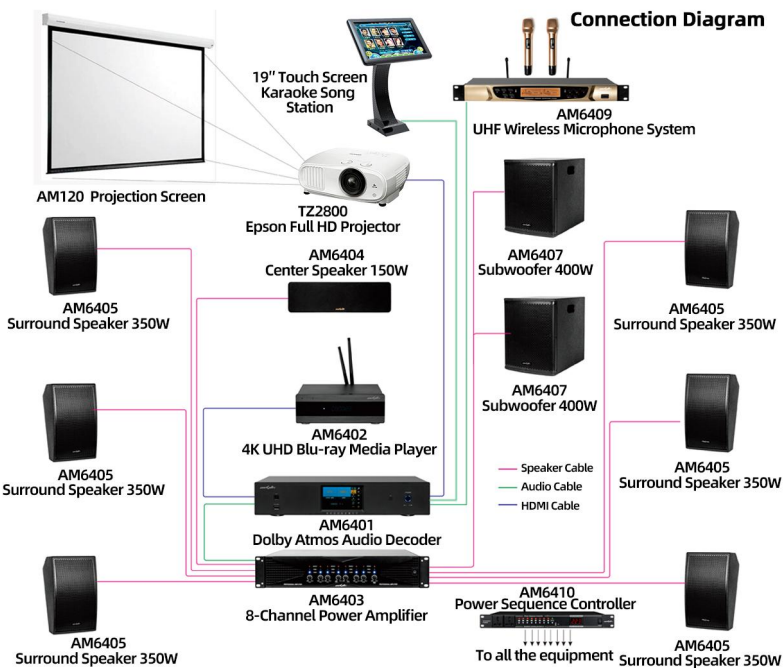 Connection Diagram
19" Touch Screen
Karaoke Song
Station
AM6409
UHF Wireless Microphone System
AM120 Projection Screen
TZ2800
Epson Full HD Projector
AM6404
Center Speaker 150W
AM6407
Subwoofer 400W
AM6405
Surround Speaker 350W
AM6405
Surround Speaker 350W
AM6407
Subwoofer 400W
AM6402
4K UHD Blu-ray Media Player
AM6405
Surround Speaker 350W
AM6405
Surround Speaker 350W
Speaker Cable
Audio Cable
HDMI Cable
AM6401
Dolby Atmos Audio Decoder
AM6403
8-Channel Power Amplifier
AM6410
Power Sequence Controller
To all the equipment
AM6405
Surround Speaker 350W
AM6405
Surround Speaker 350W